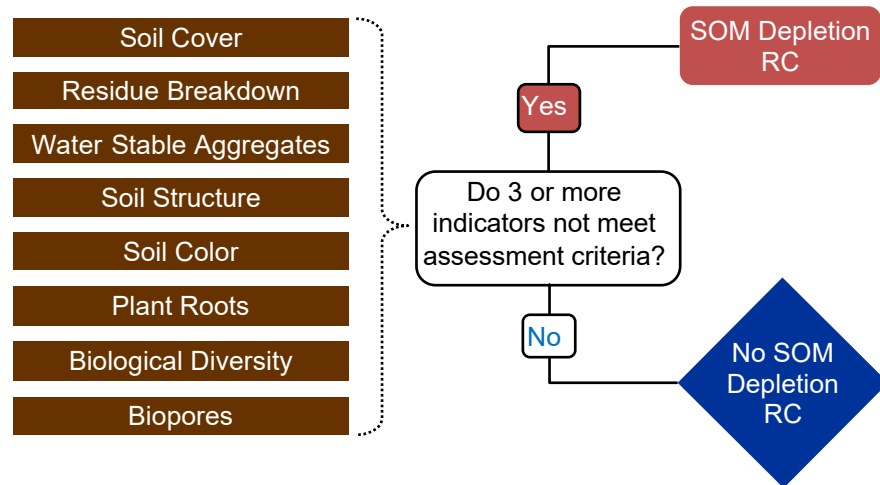 Soil Cover
Residue Breakdown
Water Stable Aggregates
Soil Structure
Soil Color
Plant Roots
Biological Diversity
Biopores
SOM Depletion
RC
Yes
Do 3 or more
indicators not meet
assessment criteria?
No
No SOM
Depletion
RC